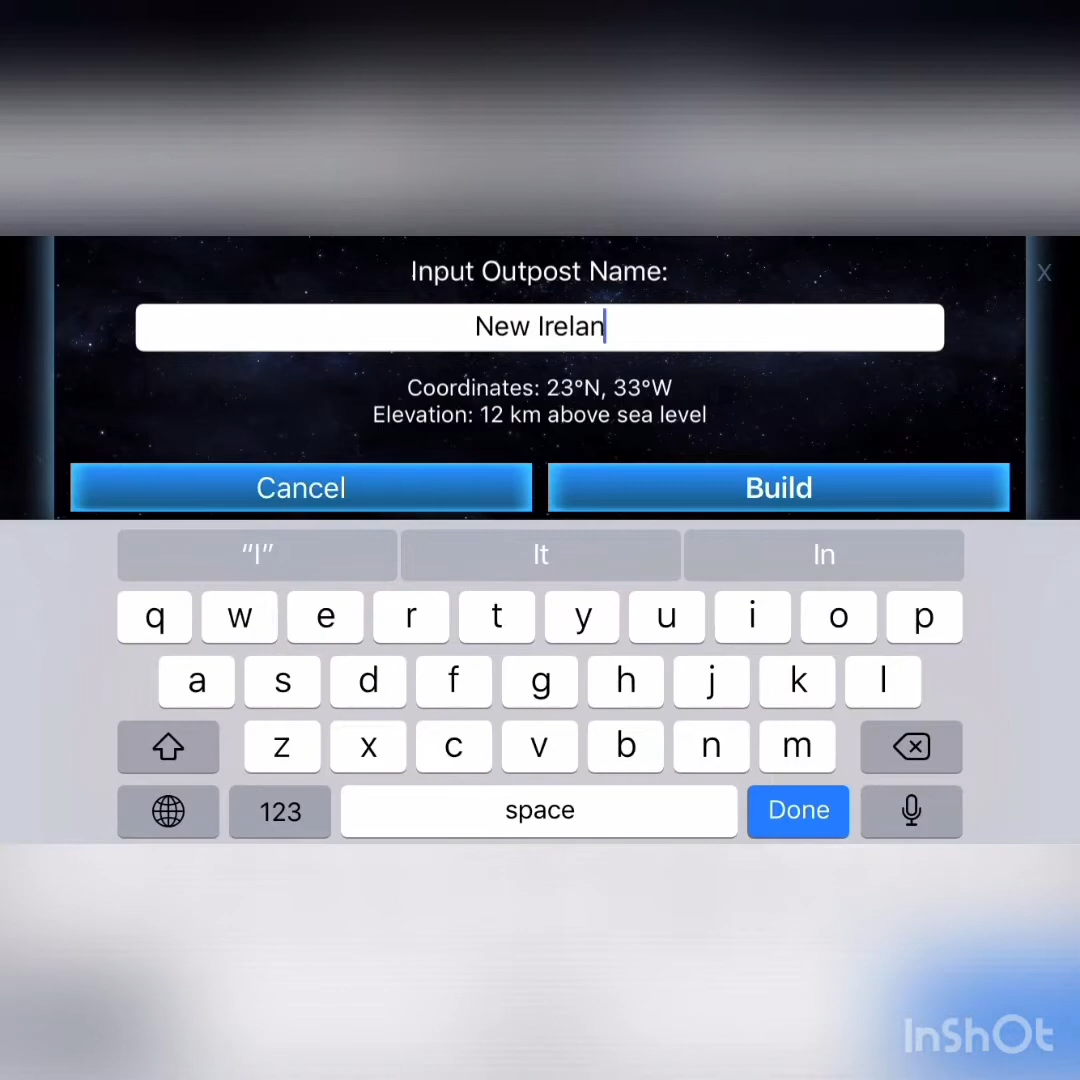 Input Outpost Name:
X
New Irelan
Coordinates: 23°N, 33°W
Elevation: 12 km above sea level
Cancel Build
"I" It In
q w e r t y u i o p
a s d f g h j k l
z x c v b n m
123 space Done
InShOt